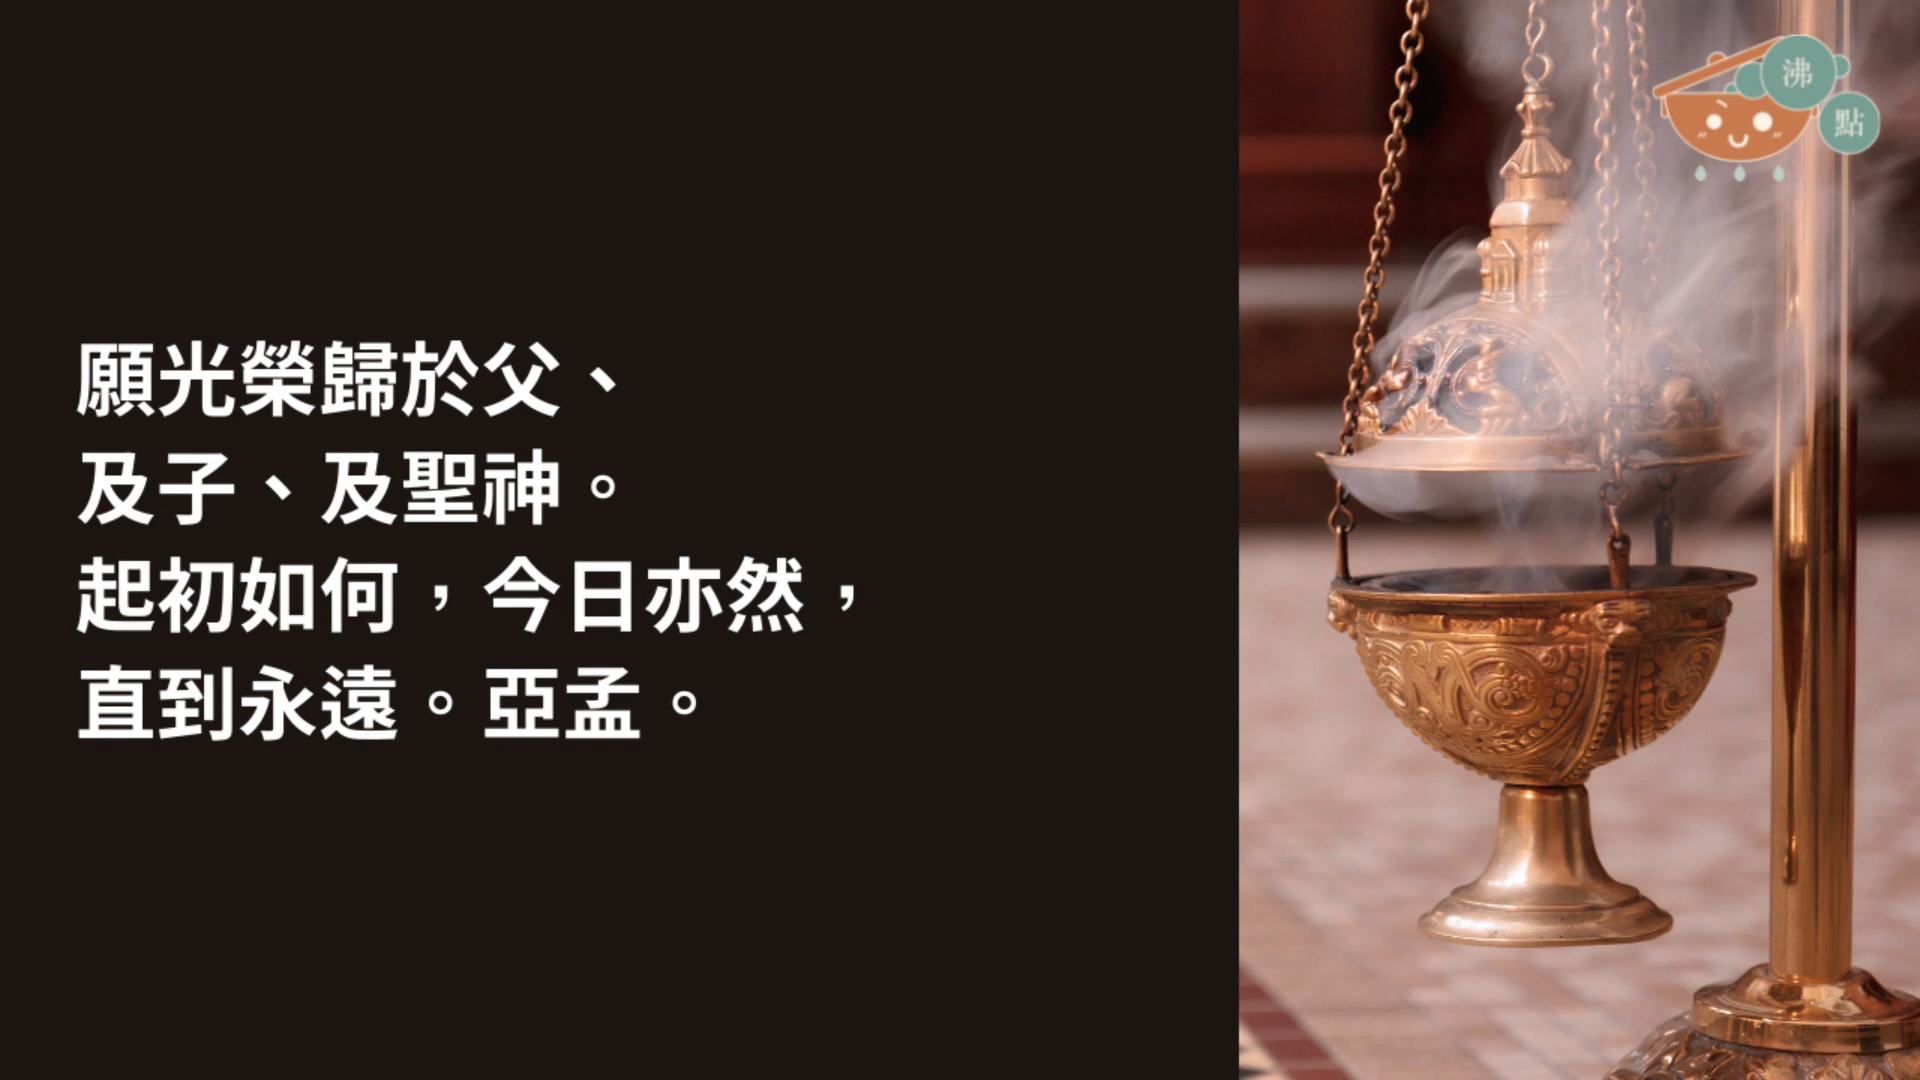 願光榮歸於父、
及子、及聖神。
起初如何，今日亦然，
直到永遠。亞孟。
沸
點